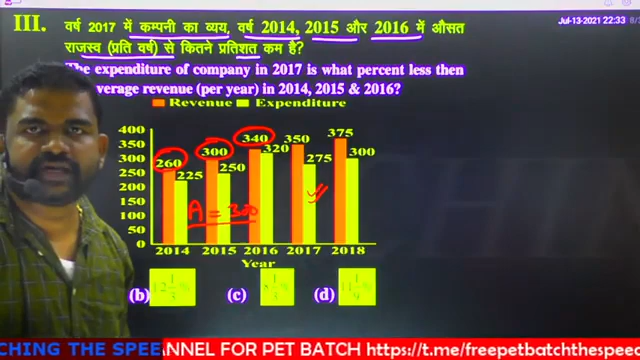 III. वर्ष 2017 में कम्पनी का व्यय, वर्ष 2014, 2015 और 2016 में औसत
राजस्व (प्रति वर्ष) से कितने प्रतिशत कम है?
The expenditure of company in 2017 is what percent less then
average revenue (per year) in 2014, 2015 & 2016?
Jul-13-2021 22:33
Revenue Expenditure
400
350
300
250
200
150
100
50
0
260 225 300 250 340 320 350 275 375 300
A = 300
2014 2015 2016 2017 2018
Year
(b) (c) (d)
CHING THE SPEE
ANNEL FOR PET BATCH https://t.me/freepetbatchthespee